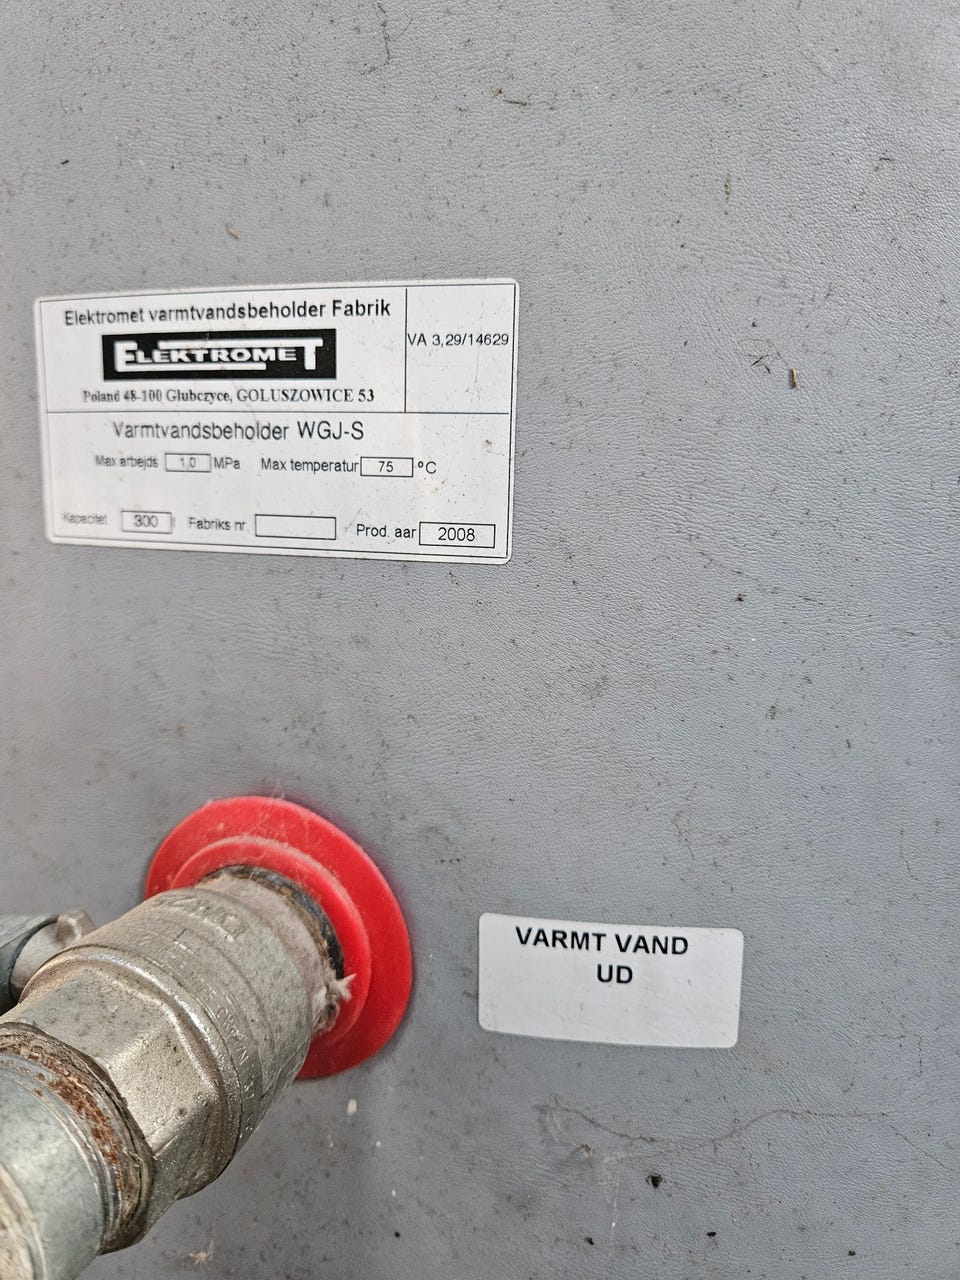 Elektromet varmtvandsbeholder Fabrik
ELEKTROMET
VA 3,29/14629
Poland 48-100 Glubczyce, GOLUSZOWICE 53
Varmtvandsbeholder WGJ-S
Max arbejds 1,0 MPa Max temperatur 75 °C
Kapacitet 300 l Fabriks nr. Prod. aar 2008
VARMT VAND
UD